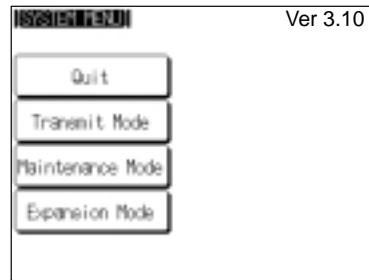 [SYSTEM MENU]
Ver 3.10
Quit
Transmit Mode
Maintenance Mode
Expansion Mode